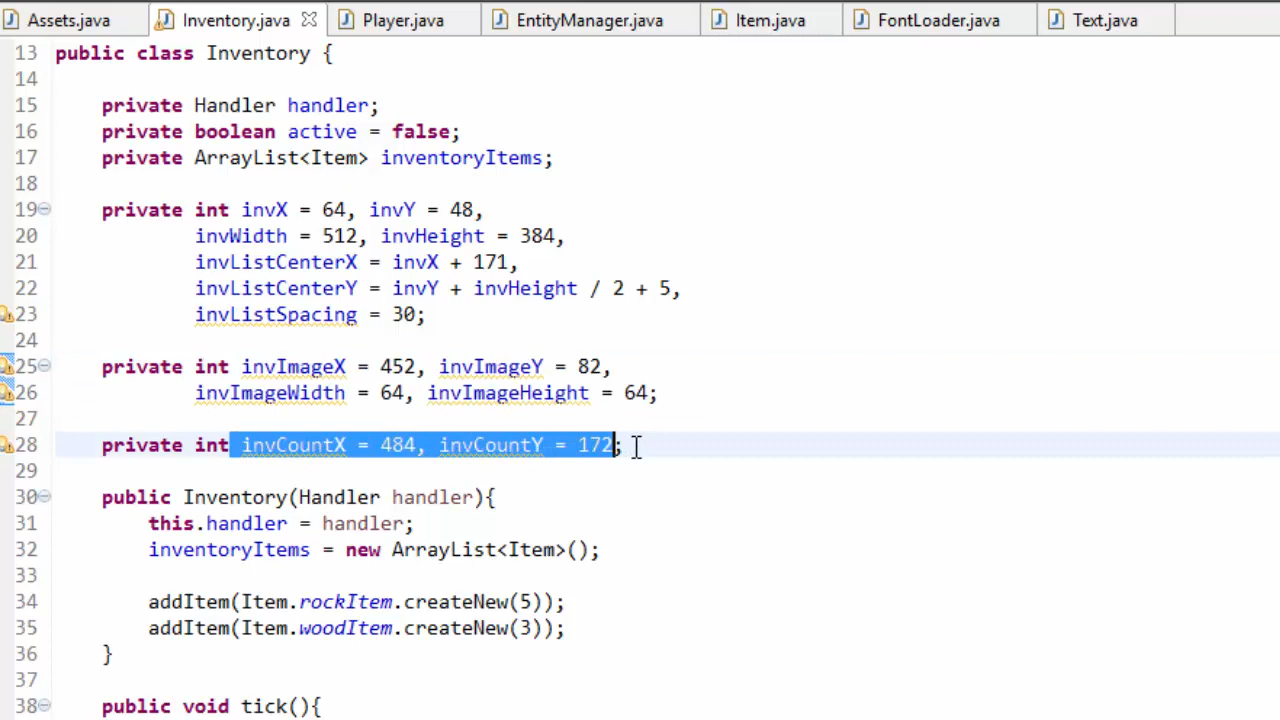 Assets.java Inventory.java Player.java EntityManager.java Item.java FontLoader.java Text.java
13 public class Inventory {
14
15 private Handler handler;
16 private boolean active = false;
17 private ArrayList<Item> inventoryItems;
18
19 private int invX = 64, invY = 48,
20 invWidth = 512, invHeight = 384,
21 invListCenterX = invX + 171,
22 invListCenterY = invY + invHeight / 2 + 5,
23 invListSpacing = 30;
24
25 private int invImageX = 452, invImageY = 82,
26 invImageWidth = 64, invImageHeight = 64;
27
28 private int invCountX = 484, invCountY = 172;
29
30 public Inventory(Handler handler){
31 this.handler = handler;
32 inventoryItems = new ArrayList<Item>();
33
34 addItem(Item.rockItem.createNew(5));
35 addItem(Item.woodItem.createNew(3));
36 }
37
38 public void tick(){